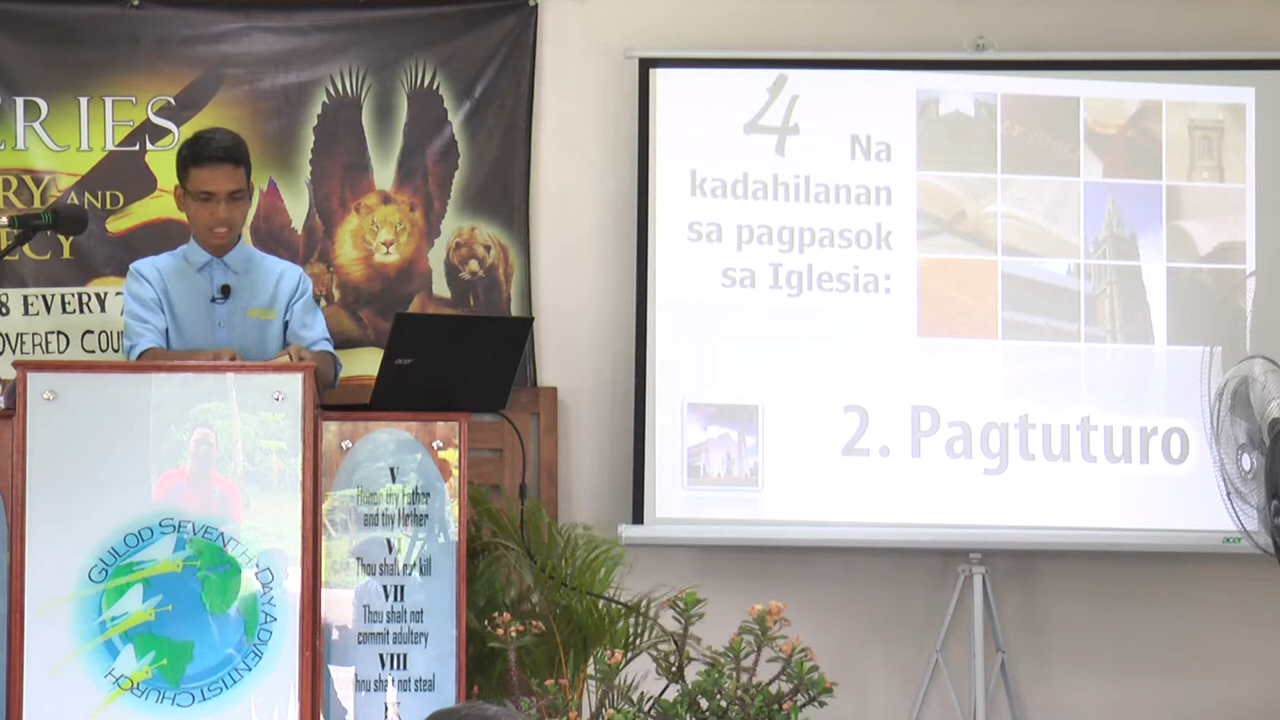 ERIES
RY AND
ECY
8 EVERY 7
OVERED COU
acer
GULOD SEVENTH-DAY ADVENTIST CHURCH
V
Honor thy Father
and thy Mother
VI
Thou shalt not kill
VII
Thou shalt not
commit adultery
VIII
Thou shalt not steal
IX
4 Na
kadahilanan
sa pagpasok
sa Iglesia:
2. Pagtuturo
acer